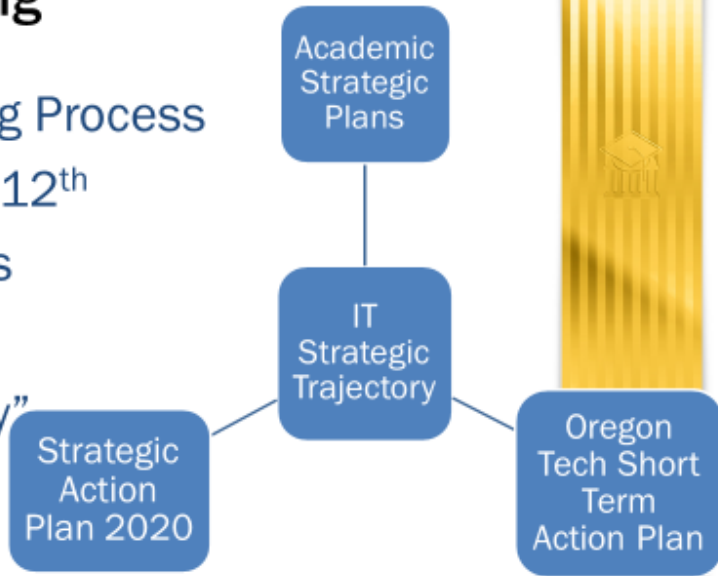 g Process
12th
Academic
Strategic
Plans
IT
Strategic
Trajectory
Strategic
Action
Plan 2020
Oregon
Tech Short
Term
Action Plan